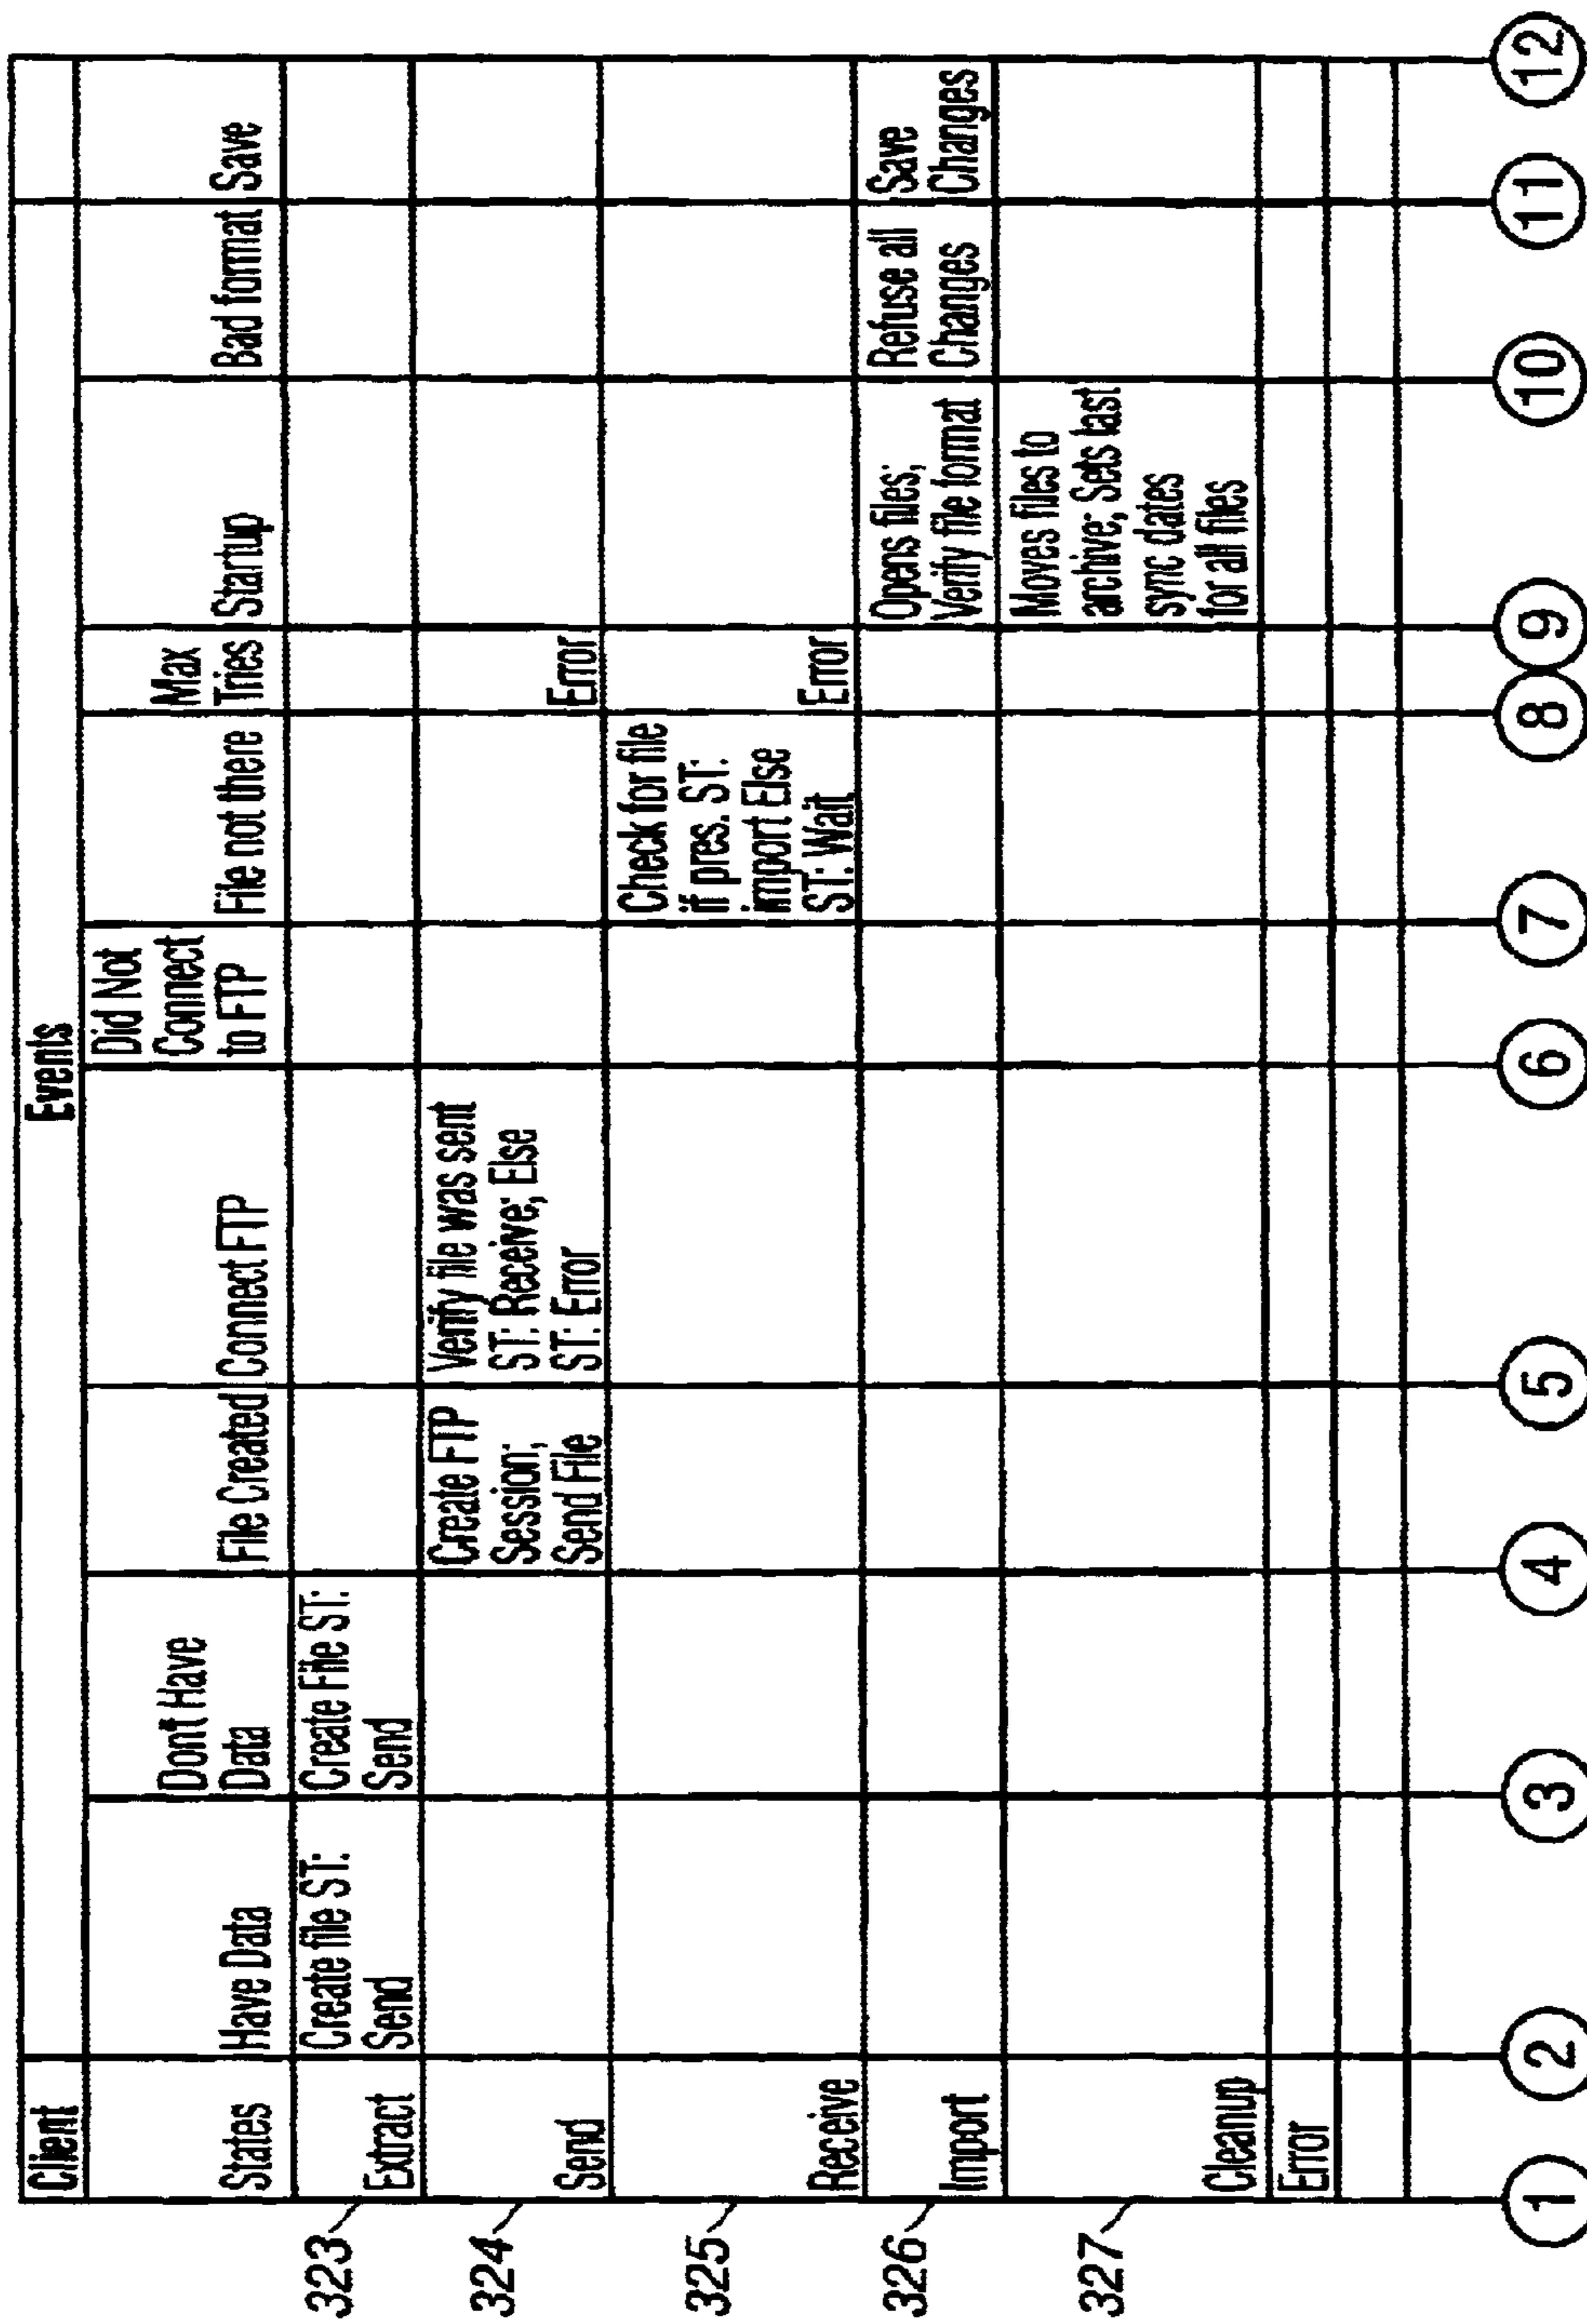 Client
Events
States
Have Data
Don't Have
Data
File Created
Connect FTP
Did Not
Connect
to FTP
File not there
Max
Tries
Startup
Bad format
Save
323
Extract
Create file ST:
Send
Create File ST:
Send
324
Send
Create FTP
Session;
Send File
Verify file was sent
ST: Receive; Else
ST: Error
Error
325
Receive
Check for file
if pres. ST:
import Else
ST: Wait
Error
326
Import
Opens files;
Verify file format
Refuse all
Changes
Save
Changes
327
Cleanup
Moves files to
archive; Sets last
sync dates
for all files
Error
1
2
3
4
5
6
7
8
9
10
11
12